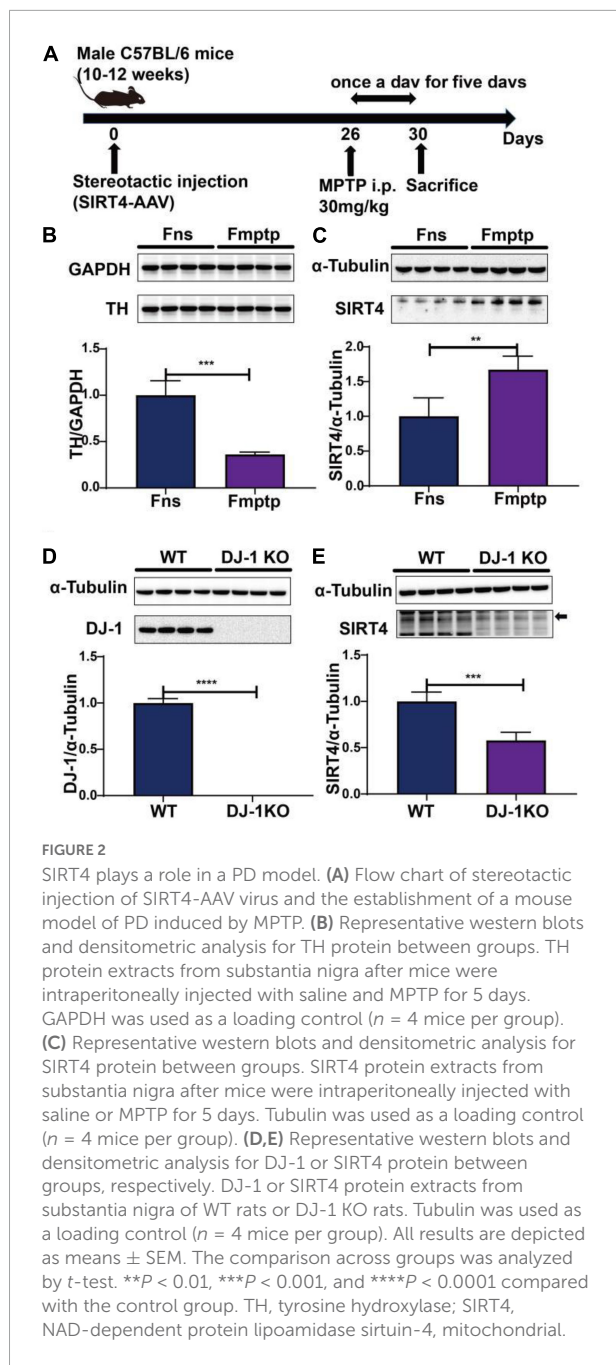 A
Male C57BL/6 mice
(10-12 weeks)
once a dav for five davs
0
26
30
Days
Stereotactic injection
(SIRT4-AAV)
MPTP i.p.
30mg/kg
Sacrifice
B
Fns
Fmptp
GAPDH
TH
TH/GAPDH
1.5
1.0
0.5
0.0
***
Fns
Fmptp
C
Fns
Fmptp
α-Tubulin
SIRT4
SIRT4/α-Tubulin
2.0
1.5
1.0
0.5
0.0
**
Fns
Fmptp
D
WT
DJ-1 KO
α-Tubulin
DJ-1
DJ-1/α-Tubulin
1.5
1.0
0.5
0.0
****
WT
DJ-1KO
E
WT
DJ-1 KO
α-Tubulin
SIRT4
SIRT4/α-Tubulin
1.5
1.0
0.5
0.0
***
WT
DJ-1KO
FIGURE 2
SIRT4 plays a role in a PD model. (A) Flow chart of stereotactic
injection of SIRT4-AAV virus and the establishment of a mouse
model of PD induced by MPTP. (B) Representative western blots
and densitometric analysis for TH protein between groups. TH
protein extracts from substantia nigra after mice were
intraperitoneally injected with saline and MPTP for 5 days.
GAPDH was used as a loading control (n = 4 mice per group).
(C) Representative western blots and densitometric analysis for
SIRT4 protein between groups. SIRT4 protein extracts from
substantia nigra after mice were intraperitoneally injected with
saline or MPTP for 5 days. Tubulin was used as a loading control
(n = 4 mice per group). (D,E) Representative western blots and
densitometric analysis for DJ-1 or SIRT4 protein between
groups, respectively. DJ-1 or SIRT4 protein extracts from
substantia nigra of WT rats or DJ-1 KO rats. Tubulin was used as
a loading control (n = 4 mice per group). All results are depicted
as means ± SEM. The comparison across groups was analyzed
by t-test. **P < 0.01, ***P < 0.001, and ****P < 0.0001 compared
with the control group. TH, tyrosine hydroxylase; SIRT4,
NAD-dependent protein lipoamidase sirtuin-4, mitochondrial.